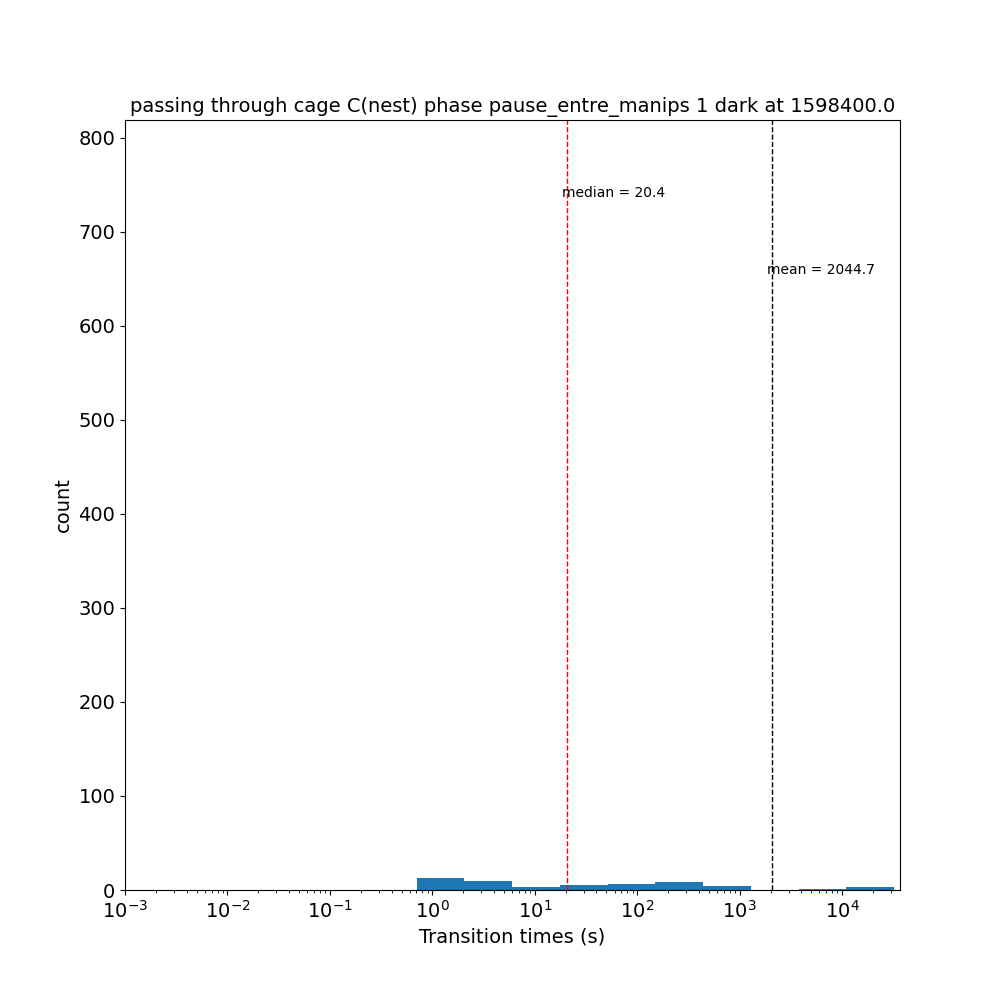 passing through cage C(nest) phase pause_entre_manips 1 dark at 1598400.0
800
median = 20.4
700
mean = 2044.7
600
500
400
count
300
200
100
0
10⁻³ 10⁻² 10⁻¹ 10⁰ 10¹ 10² 10³ 10⁴
Transition times (s)